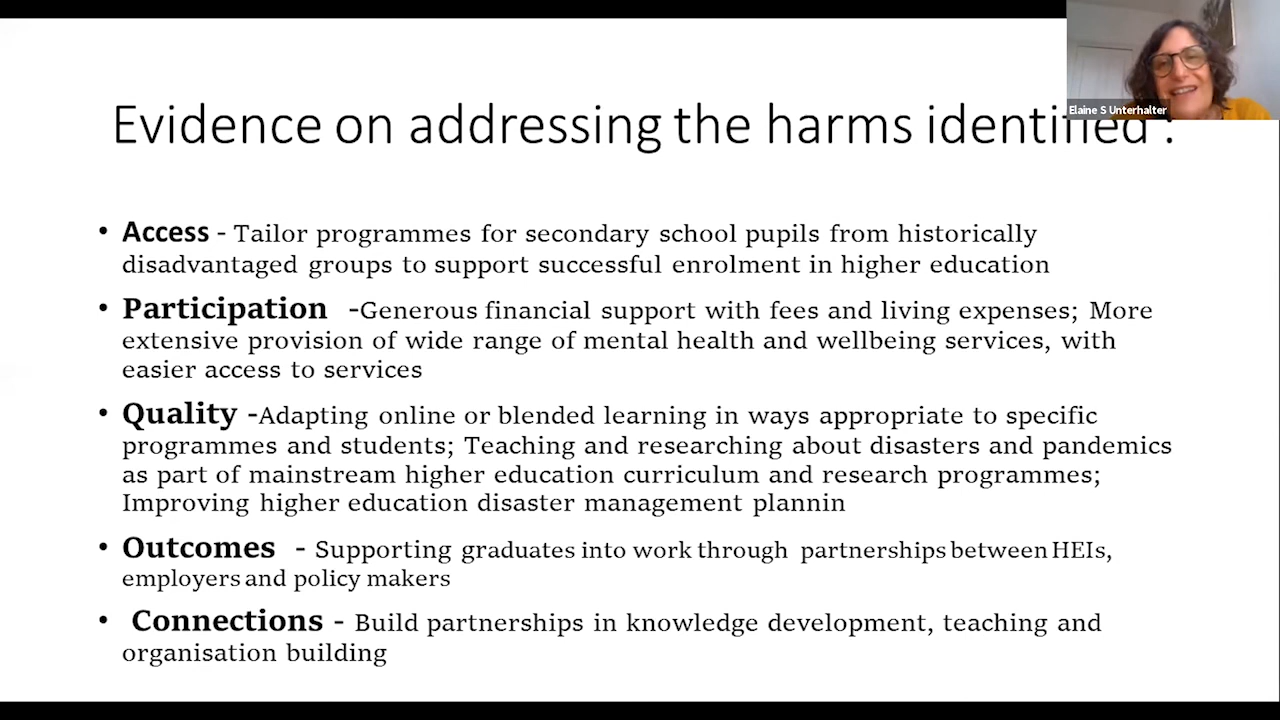 Elaine S Unterhalter
Evidence on addressing the harms identified :
• Access - Tailor programmes for secondary school pupils from historically
disadvantaged groups to support successful enrolment in higher education
• Participation -Generous financial support with fees and living expenses; More
extensive provision of wide range of mental health and wellbeing services, with
easier access to services
• Quality -Adapting online or blended learning in ways appropriate to specific
programmes and students; Teaching and researching about disasters and pandemics
as part of mainstream higher education curriculum and research programmes;
Improving higher education disaster management plannin
• Outcomes - Supporting graduates into work through partnerships between HEIs,
employers and policy makers
• Connections - Build partnerships in knowledge development, teaching and
organisation building